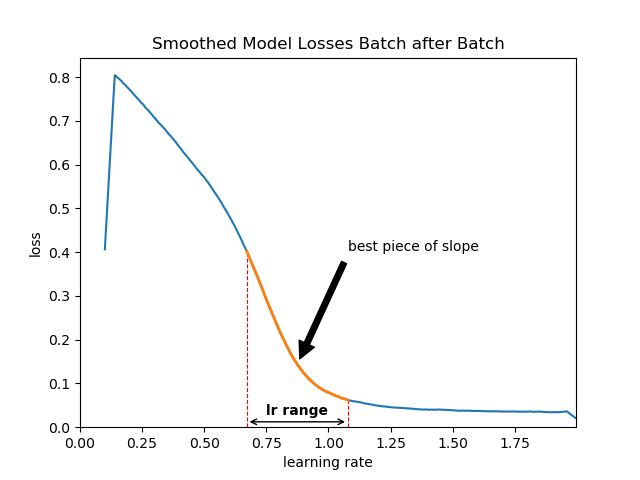 Smoothed Model Losses Batch after Batch
0.8
0.7
0.6
0.5
0.4
0.3
0.2
0.1
0.0
loss
best piece of slope
lr range
0.00 0.25 0.50 0.75 1.00 1.25 1.50 1.75
learning rate